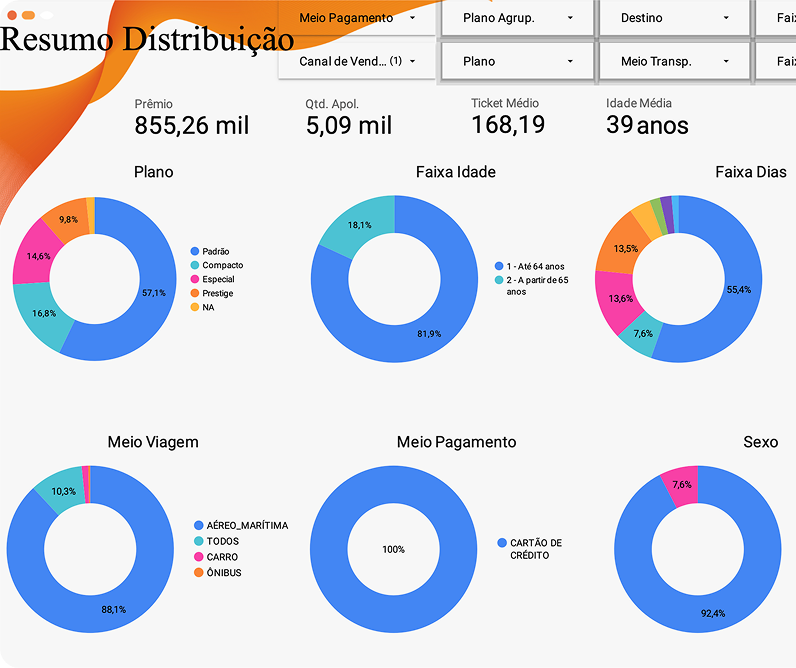 Meio Pagamento
Plano Agrup.
Destino
Faix
Resumo Distribuição
Canal de Vend... (1)
Plano
Meio Transp.
Faix
Prêmio
Qtd. Apol.
Ticket Médio
Idade Média
855,26 mil
5,09 mil
168,19
39 anos
Plano
Faixa Idade
Faixa Dias
9,8%
14,6%
16,8%
57,1%
Padrão
Compacto
Especial
Prestige
NA
18,1%
81,9%
1 - Até 64 anos
2 - A partir de 65
anos
13,5%
13,6%
7,6%
55,4%
Meio Viagem
Meio Pagamento
Sexo
10,3%
88,1%
AÉREO_MARÍTIMA
TODOS
CARRO
ÔNIBUS
100%
CARTÃO DE
CRÉDITO
7,6%
92,4%